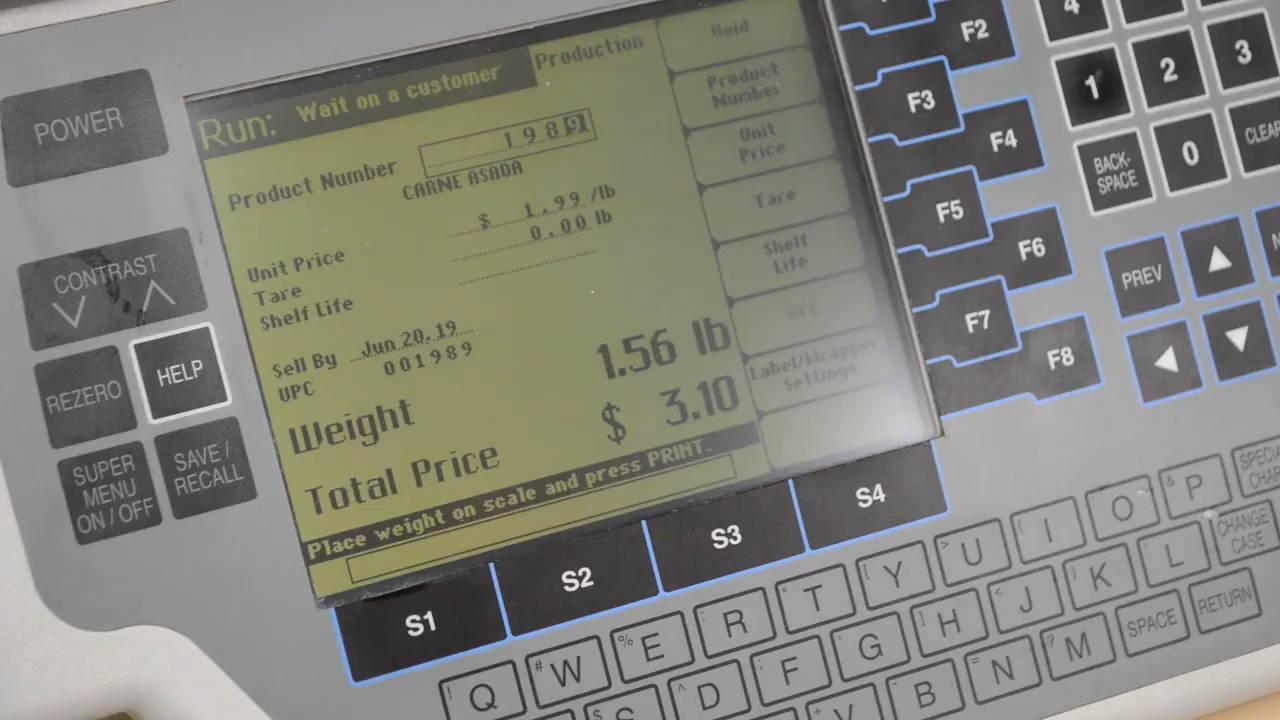 POWER
CONTRAST
REZERO
HELP
SUPER
MENU
ON / OFF
SAVE /
RECALL
Run: Wait on a customer
Production
Product Number 1989
CARNE ASADA
Unit Price $ 1.99 /lb
Tare 0.00 lb
Shelf Life
Sell By Jun 20, 19
UPC 001989
Weight 1.56 lb
Total Price $ 3.10
Place weight on scale and press PRINT.
Void
Product
Number
Unit
Price
Tare
Shelf
Life
UPC
Label/Wrapper
Settings
F2
F3
F4
F5
F6
F7
F8
S1
S2
S3
S4
4
1
2
3
BACK-
SPACE
0
CLEAR
PREV
Q # W % E R T Y > U I O & P
$ S ^ D F G H < J K L
V B = N ? M SPACE RETURN
CHANGE
CASE